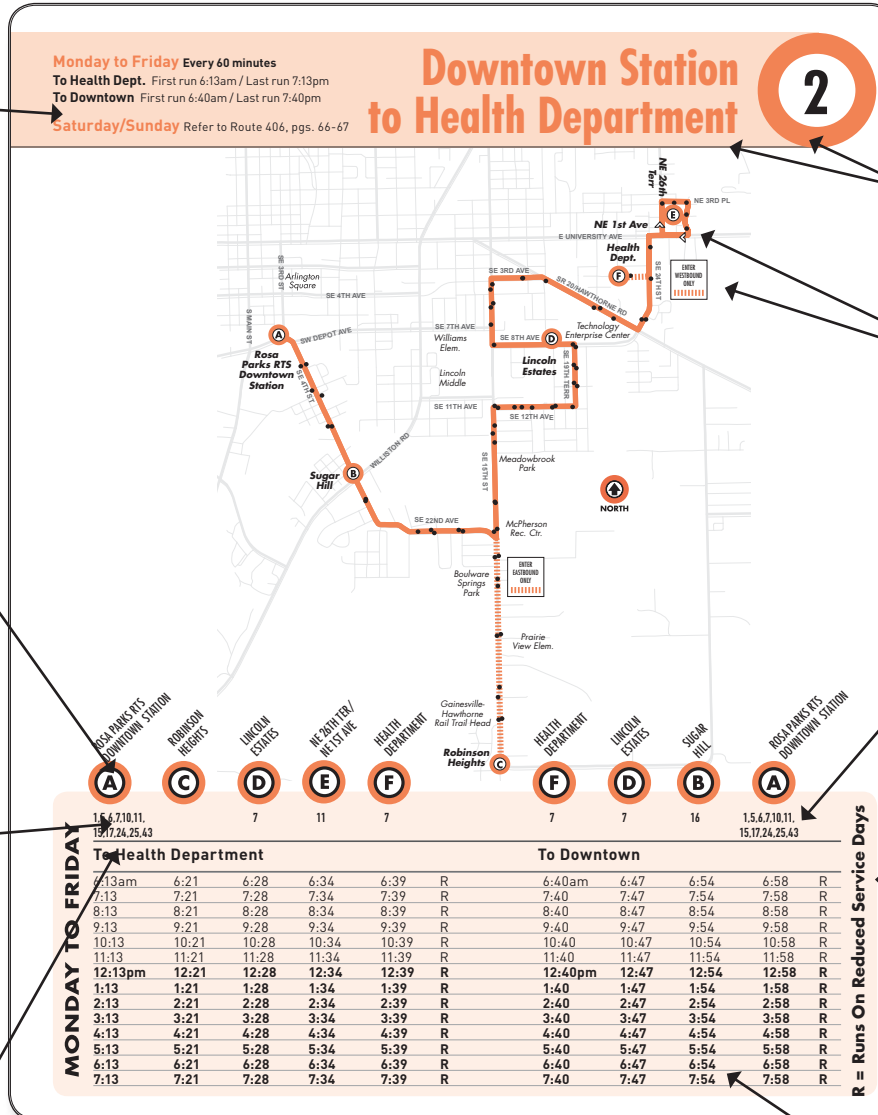 Monday to Friday Every 60 minutes
To Health Dept. First run 6:13am / Last run 7:13pm
To Downtown First run 6:40am / Last run 7:40pm
Saturday/Sunday Refer to Route 406, pgs. 66-67
Downtown Station
to Health Department
2
NE 26th
Terr
NE 3RD PL
E
NE 1st Ave
E UNIVERSITY AVE
Health
Dept.
F
SE 24TH ST
ENTER
WESTBOUND
ONLY
SE 3RD ST
Arlington
Square
SE 3RD AVE
SR 20/HAWTHORNE RD
SE 4TH AVE
S MAIN ST
A
SW DEPOT AVE
SE 7TH AVE
Williams
Elem.
SE 8TH AVE
D
Technology
Enterprise Center
Rosa
Parks RTS
Downtown
Station
SE 4TH ST
Lincoln
Middle
Lincoln
Estates
SE 19TH TERR
SE 11TH AVE
SE 12TH AVE
WILLISTON RD
Sugar
Hill
B
SE 15TH ST
Meadowbrook
Park
NORTH
SE 22ND AVE
McPherson
Rec. Ctr.
Boulware
Springs
Park
ENTER
EASTBOUND
ONLY
Prairie
View Elem.
Gainesville-
Hawthorne
Rail Trail Head
Robinson
Heights
C
ROSA PARKS RTS
DOWNTOWN STATION
ROBINSON
HEIGHTS
LINCOLN
ESTATES
NE 26TH TER/
NE 1ST AVE
HEALTH
DEPARTMENT
HEALTH
DEPARTMENT
LINCOLN
ESTATES
SUGAR
HILL
ROSA PARKS RTS
DOWNTOWN STATION
A C D E F F D B A
1,5,6,7,10,11, 7 11 7 7 7 16 1,5,6,7,10,11,
15,17,24,25,43 15,17,24,25,43
To Health Department To Downtown
MONDAY TO FRIDAY
6:13am 6:21 6:28 6:34 6:39 R 6:40am 6:47 6:54 6:58 R
7:13 7:21 7:28 7:34 7:39 R 7:40 7:47 7:54 7:58 R
8:13 8:21 8:28 8:34 8:39 R 8:40 8:47 8:54 8:58 R
9:13 9:21 9:28 9:34 9:39 R 9:40 9:47 9:54 9:58 R
10:13 10:21 10:28 10:34 10:39 R 10:40 10:47 10:54 10:58 R
11:13 11:21 11:28 11:34 11:39 R 11:40 11:47 11:54 11:58 R
12:13pm 12:21 12:28 12:34 12:39 R 12:40pm 12:47 12:54 12:58 R
1:13 1:21 1:28 1:34 1:39 R 1:40 1:47 1:54 1:58 R
2:13 2:21 2:28 2:34 2:39 R 2:40 2:47 2:54 2:58 R
3:13 3:21 3:28 3:34 3:39 R 3:40 3:47 3:54 3:58 R
4:13 4:21 4:28 4:34 4:39 R 4:40 4:47 4:54 4:58 R
5:13 5:21 5:28 5:34 5:39 R 5:40 5:47 5:54 5:58 R
6:13 6:21 6:28 6:34 6:39 R 6:40 6:47 6:54 6:58 R
7:13 7:21 7:28 7:34 7:39 R 7:40 7:47 7:54 7:58 R
R = Runs On Reduced Service Days